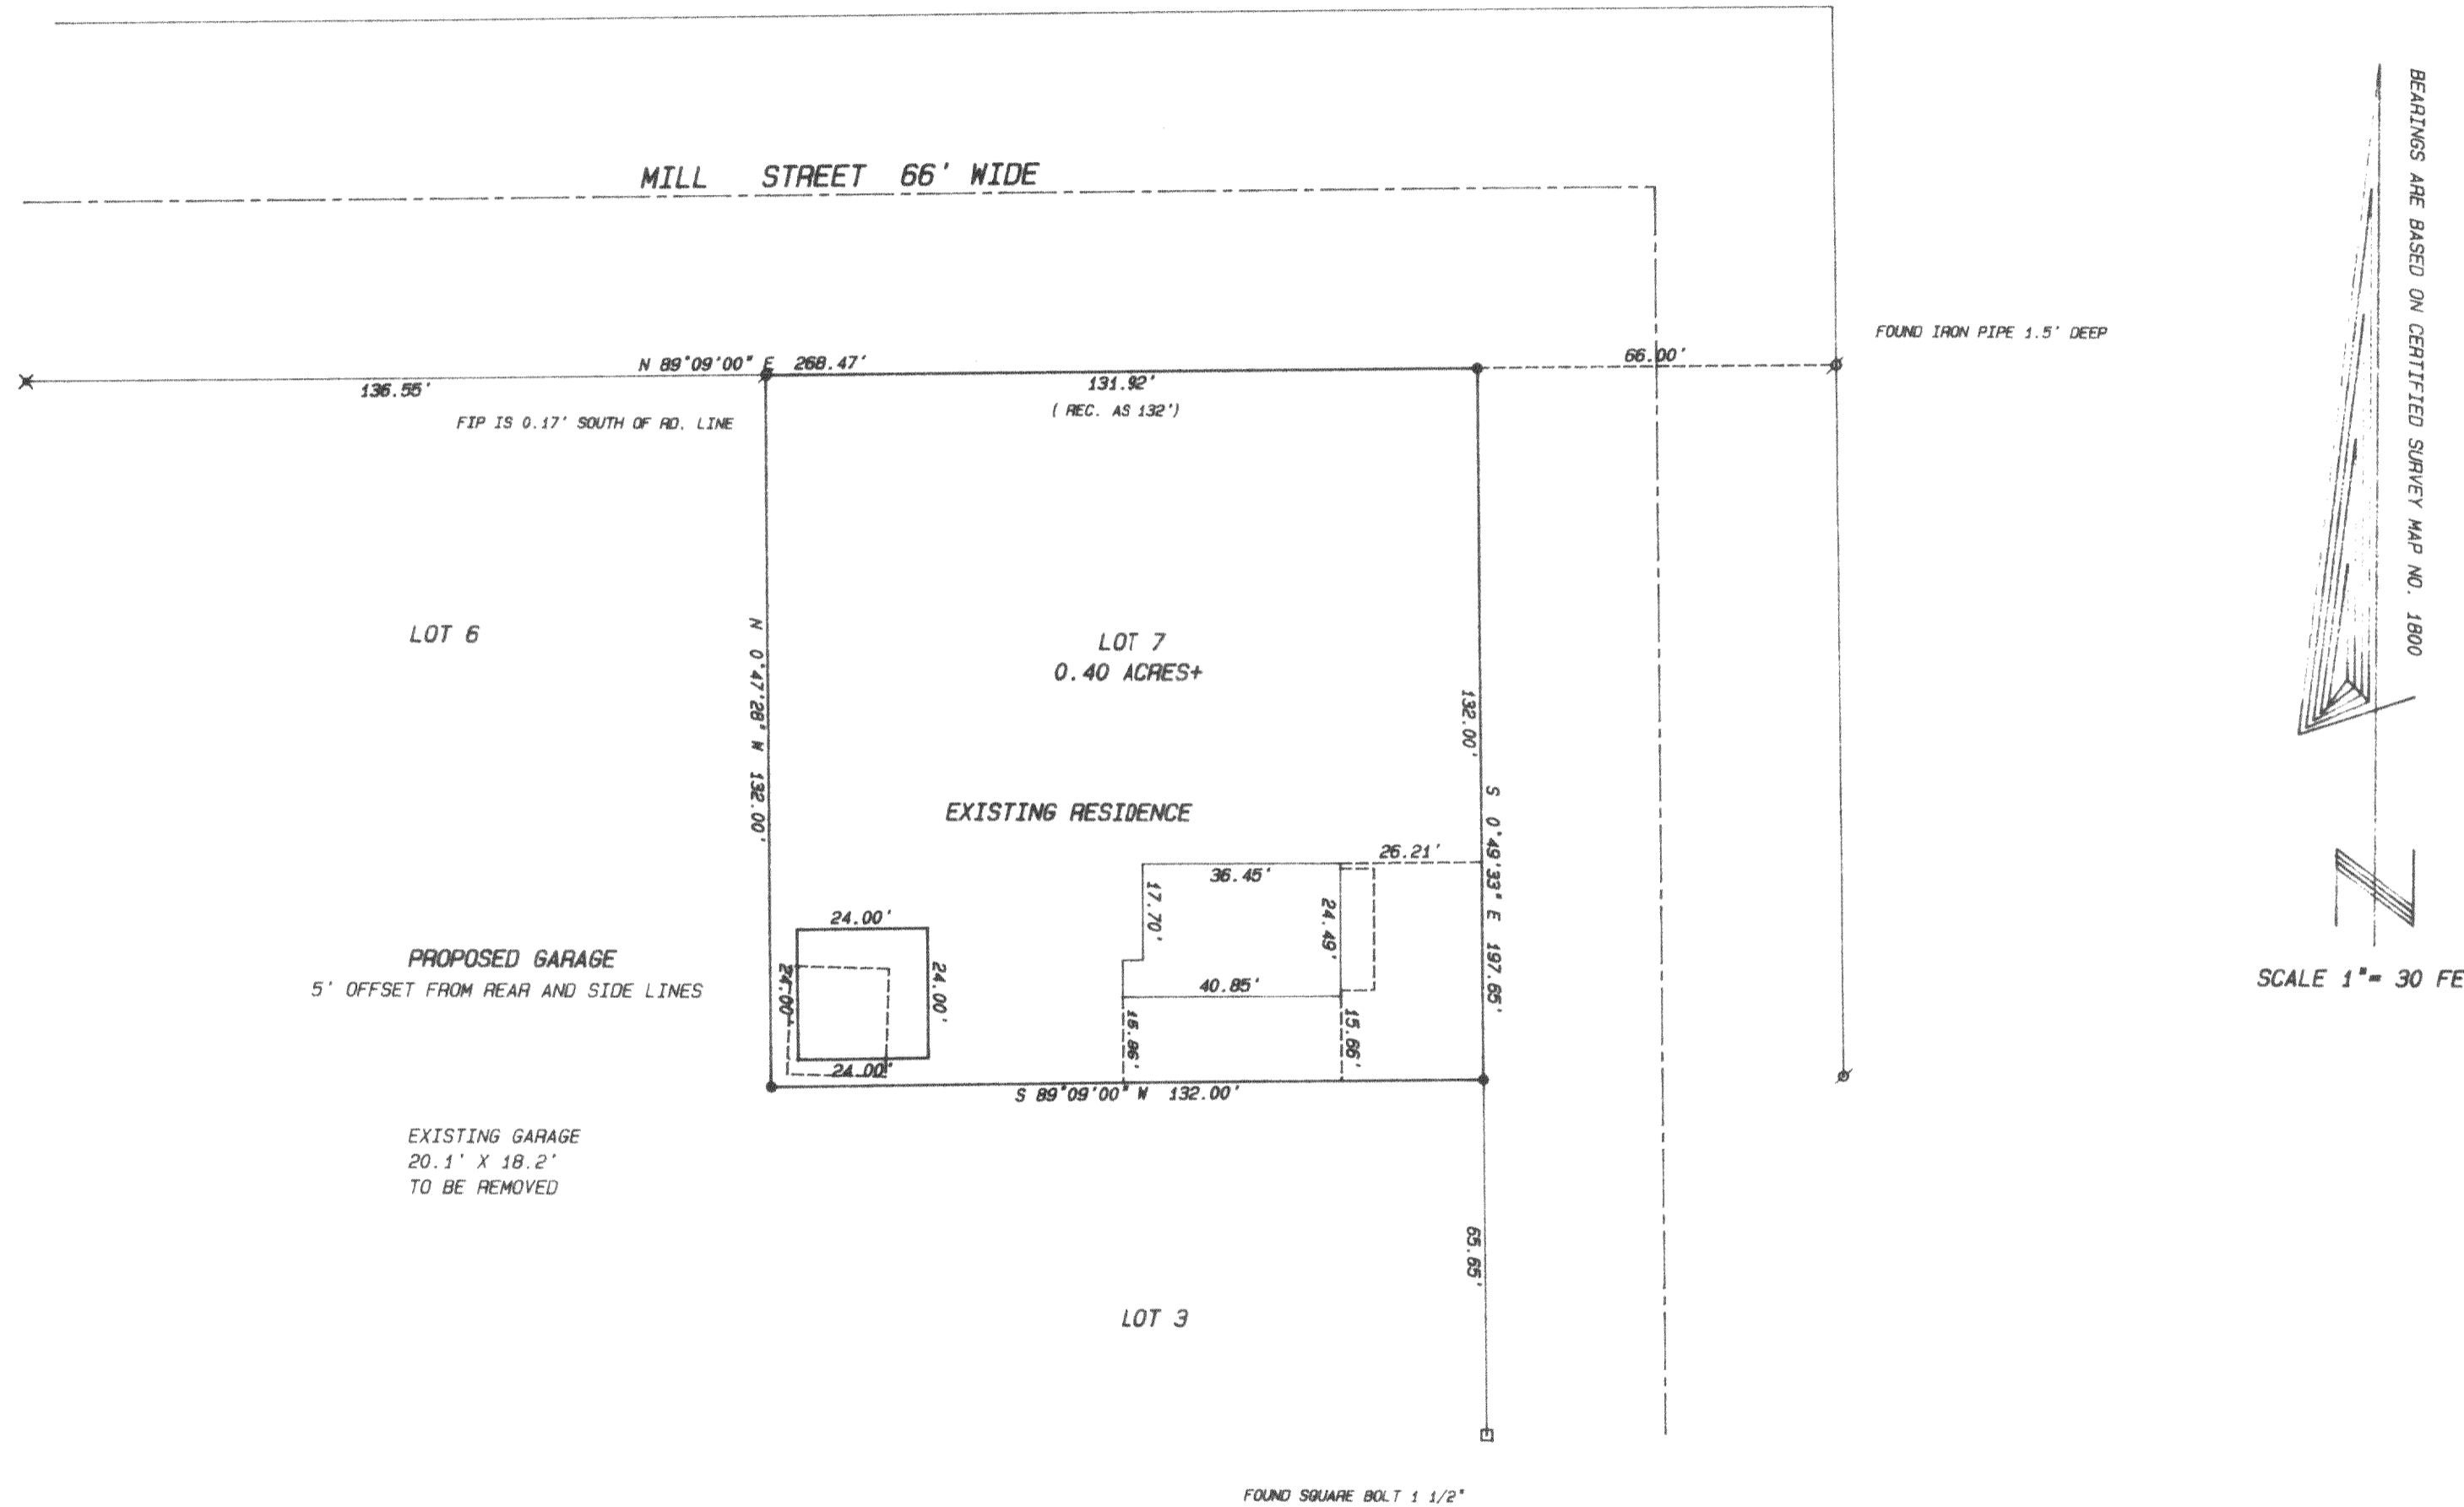 MILL STREET 66' WIDE
BEARINGS ARE BASED ON CERTIFIED SURVEY MAP NO. 1800
FOUND IRON PIPE 1.5' DEEP
N 89°09'00" E 268.47'
66.00'
136.55'
131.92'
( REC. AS 132')
FIP IS 0.17' SOUTH OF RD. LINE
LOT 6
LOT 7
0.40 ACRES+
N 0°47'28" W 132.00'
132.00'
S 0°49'33" E 197.65'
EXISTING RESIDENCE
26.21'
36.45'
17.70'
24.49'
40.85'
15.86'
15.66'
24.00'
24.00'
24.00'
24.00'
PROPOSED GARAGE
5' OFFSET FROM REAR AND SIDE LINES
SCALE 1"= 30 FE
S 89°09'00" W 132.00'
EXISTING GARAGE
20.1' X 18.2'
TO BE REMOVED
65.65'
LOT 3
FOUND SQUARE BOLT 1 1/2"
N